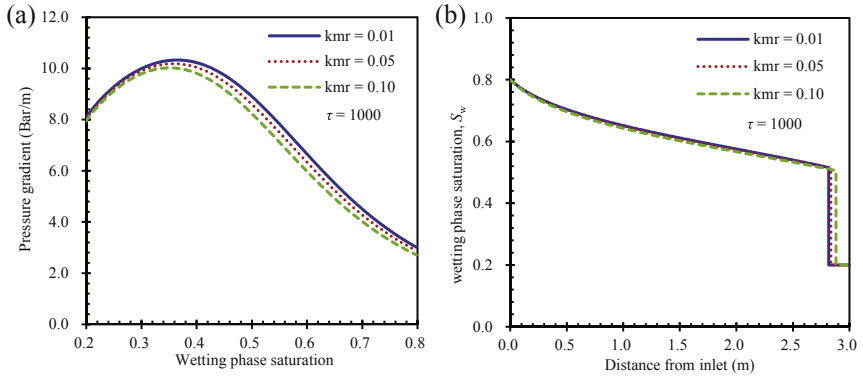 (a)
12.0
10.0
8.0
6.0
4.0
2.0
0.0
Pressure gradient (Bar/m)
kmr = 0.01
kmr = 0.05
kmr = 0.10
τ = 1000
0.2 0.3 0.4 0.5 0.6 0.7 0.8
Wetting phase saturation
(b)
1.0
0.8
0.6
0.4
0.2
0.0
wetting phase saturation, Sw
kmr = 0.01
kmr = 0.05
kmr = 0.10
τ = 1000
0.0 0.5 1.0 1.5 2.0 2.5 3.0
Distance from inlet (m)